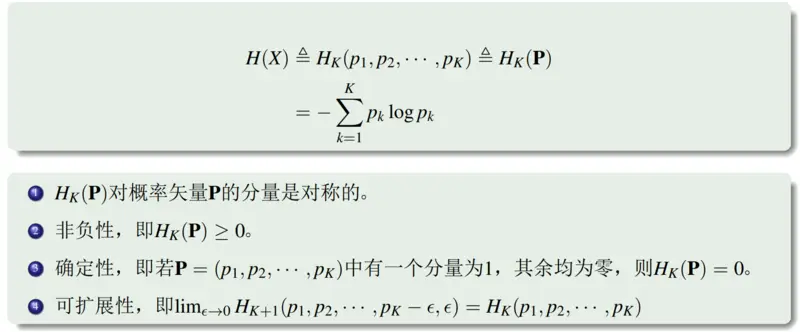 H(X) ≜ H_K(p_1, p_2, ⋯, p_K) ≜ H_K(𝐏)
= −∑_{k=1}^{K} p_k log p_k
1 H_K(𝐏)对概率矢量𝐏的分量是对称的。
2 非负性，即H_K(𝐏) ≥ 0。
3 确定性，即若𝐏 = (p_1, p_2, ⋯, p_K)中有一个分量为1，其余均为零，则H_K(𝐏) = 0。
4 可扩展性，即lim_{ϵ→0} H_{K+1}(p_1, p_2, ⋯, p_K − ϵ, ϵ) = H_K(p_1, p_2, ⋯, p_K)